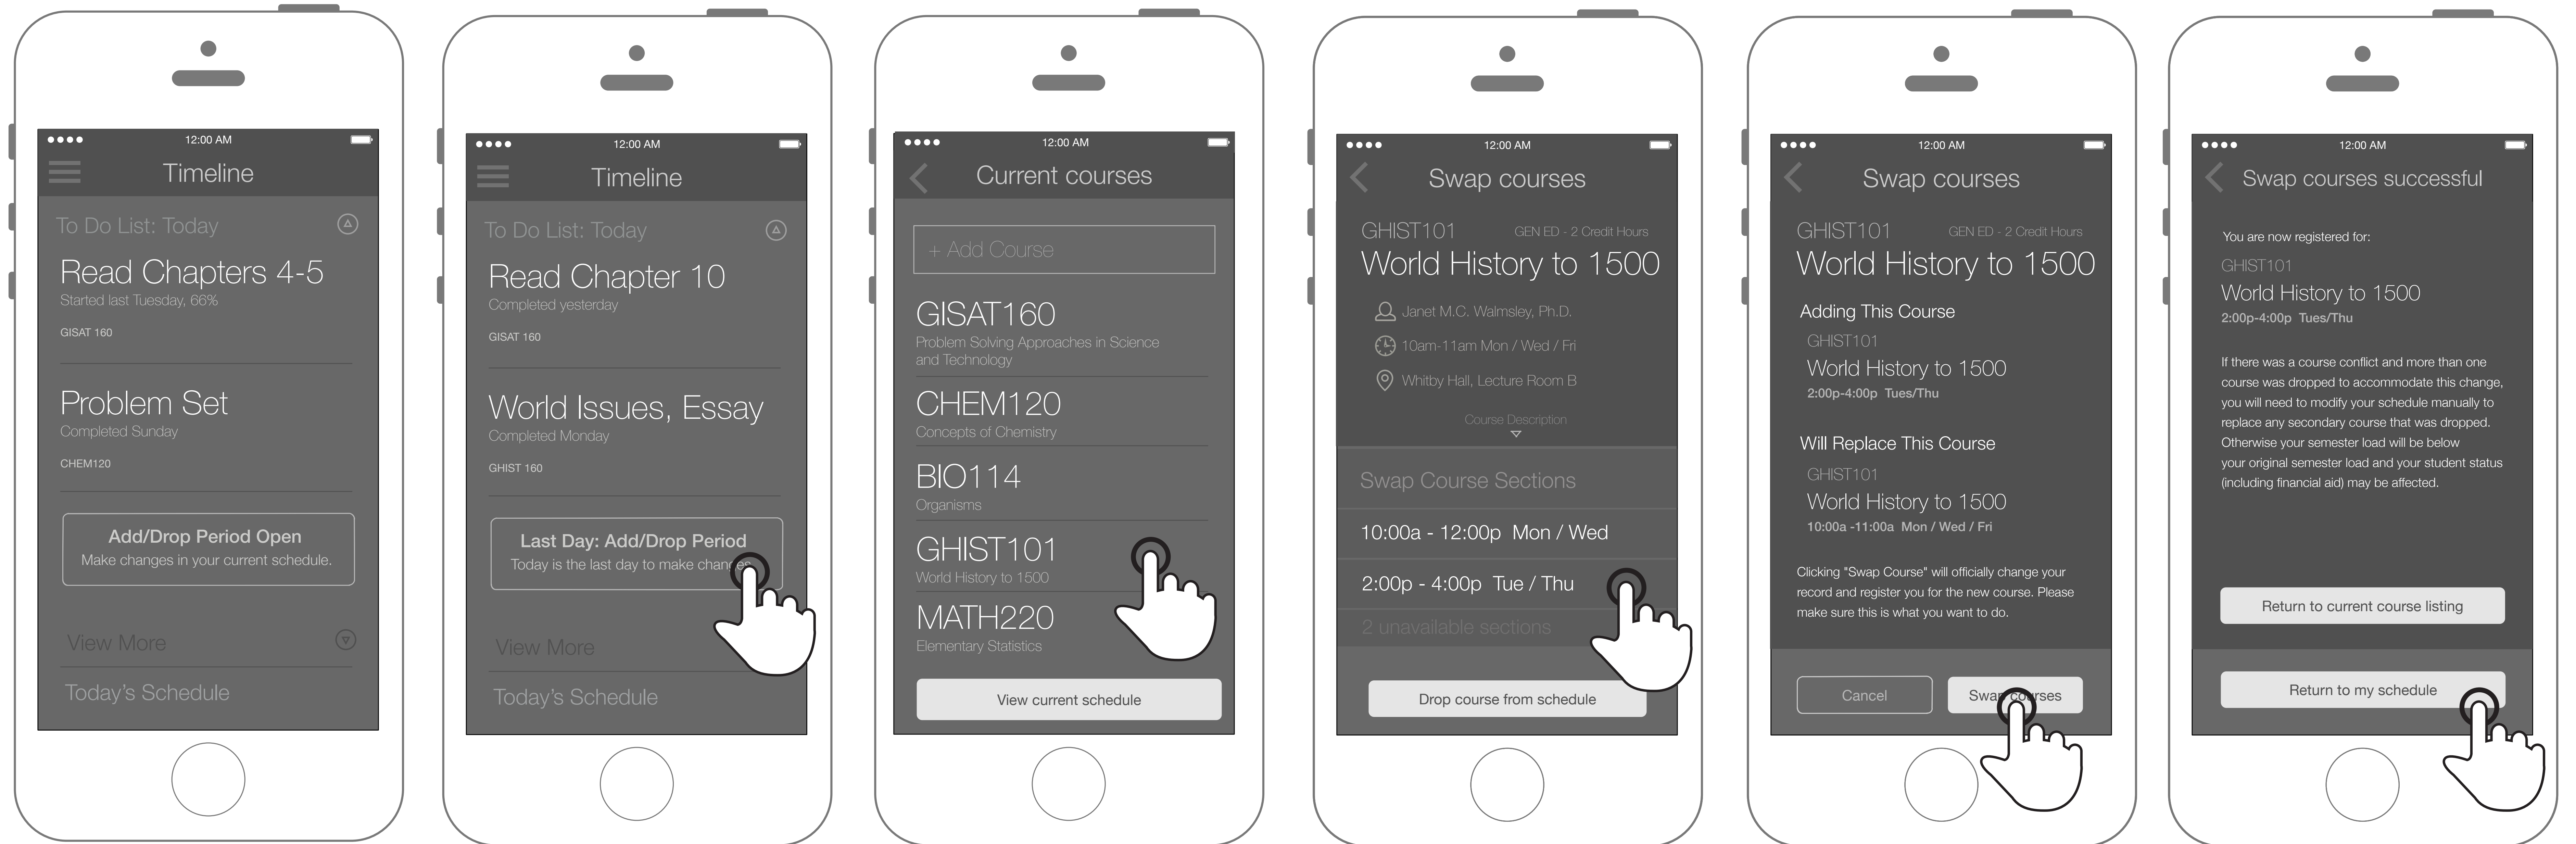 12:00 AM
Timeline
To Do List: Today
Read Chapters 4-5
Started last Tuesday, 66%
GISAT 160
Problem Set
Completed Sunday
CHEM120
Add/Drop Period Open
Make changes in your current schedule.
View More
Today's Schedule
12:00 AM
Timeline
To Do List: Today
Read Chapter 10
Completed yesterday
GISAT 160
World Issues, Essay
Completed Monday
GHIST 160
Last Day: Add/Drop Period
Today is the last day to make changes
View More
Today's Schedule
12:00 AM
Current courses
+ Add Course
GISAT160
Problem Solving Approaches in Science
and Technology
CHEM120
Concepts of Chemistry
BIO114
Organisms
GHIST101
World History to 1500
MATH220
Elementary Statistics
View current schedule
12:00 AM
Swap courses
GHIST101 GEN ED - 2 Credit Hours
World History to 1500
Janet M.C. Walmsley, Ph.D.
10am-11am Mon / Wed / Fri
Whitby Hall, Lecture Room B
Course Description
Swap Course Sections
10:00a - 12:00p Mon / Wed
2:00p - 4:00p Tue / Thu
2 unavailable sections
Drop course from schedule
12:00 AM
Swap courses
GHIST101 GEN ED - 2 Credit Hours
World History to 1500
Adding This Course
GHIST101
World History to 1500
2:00p-4:00p Tues/Thu
Will Replace This Course
GHIST101
World History to 1500
10:00a -11:00a Mon / Wed / Fri
Clicking "Swap Course" will officially change your
record and register you for the new course. Please
make sure this is what you want to do.
Cancel
Swap courses
12:00 AM
Swap courses successful
You are now registered for:
GHIST101
World History to 1500
2:00p-4:00p Tues/Thu
If there was a course conflict and more than one
course was dropped to accommodate this change,
you will need to modify your schedule manually to
replace any secondary course that was dropped.
Otherwise your semester load will be below
your original semester load and your student status
(including financial aid) may be affected.
Return to current course listing
Return to my schedule